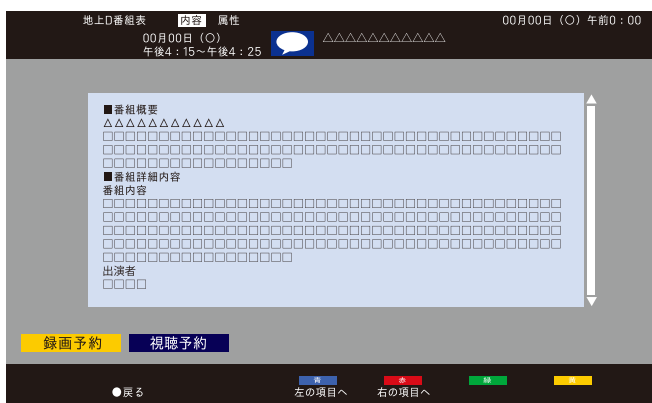 地上D番組表 内容 属性 00月00日（〇）午前0：00
00月00日（〇） △△△△△△△△△△△
午後4：15～午後4：25
■番組概要
△△△△△△△△△△△
□□□□□□□□□□□□□□□□□□□□□□□□□□□□□□□□□□□□□□□□□
□□□□□□□□□□□□□□□□□□□□□□□□□□□□□□□□□□□□□□□□□
□□□□□□□□□□□□□□□□□
■番組詳細内容
番組内容
□□□□□□□□□□□□□□□□□□□□□□□□□□□□□□□□□□□□□□□□□
□□□□□□□□□□□□□□□□□□□□□□□□□□□□□□□□□□□□□□□□□
□□□□□□□□□□□□□□□□□□□□□□□□□□□□□□□□□□□□□□□□□
□□□□□□□□□□□□□□□□□□□□□□□□□□□□□□□□□□□□□□□□□
□□□□□□□□□□□□□□□□□
出演者
□□□□
録画予約 視聴予約
青 赤 緑 黄
●戻る 左の項目へ 右の項目へ